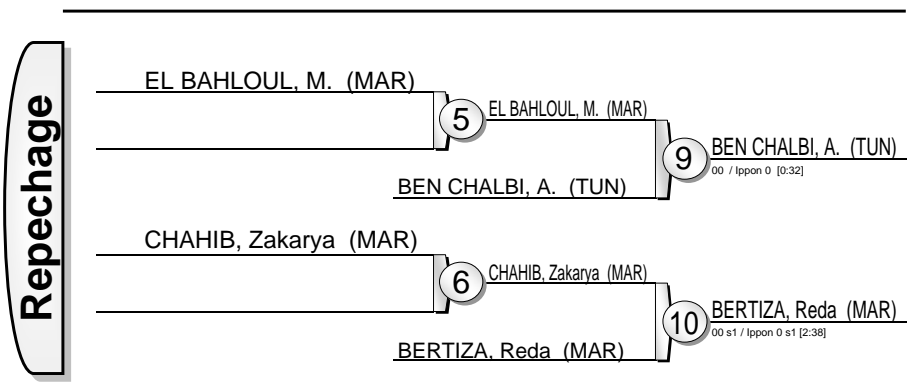 Repechage
EL BAHLOUL, M. (MAR)
5
EL BAHLOUL, M. (MAR)
9
BEN CHALBI, A. (TUN)
00 / Ippon 0 [0:32]
BEN CHALBI, A. (TUN)
CHAHIB, Zakarya (MAR)
6
CHAHIB, Zakarya (MAR)
10
BERTIZA, Reda (MAR)
00 s1 / Ippon 0 s1 [2:38]
BERTIZA, Reda (MAR)